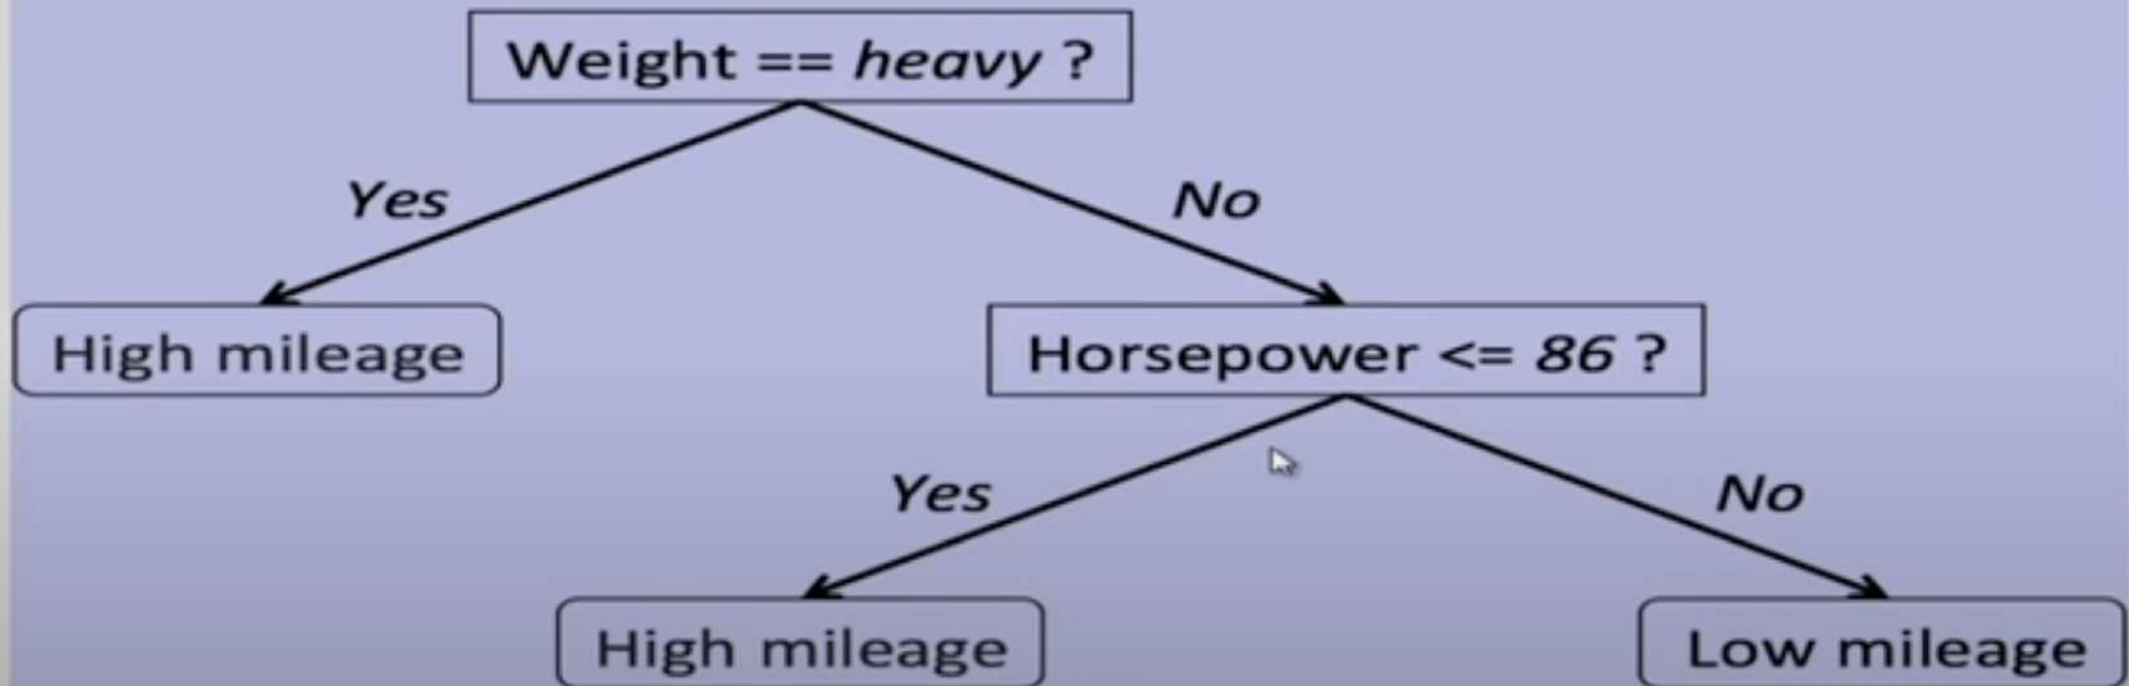 Weight == heavy ?
Yes
No
High mileage
Horsepower <= 86 ?
Yes
No
High mileage
Low mileage